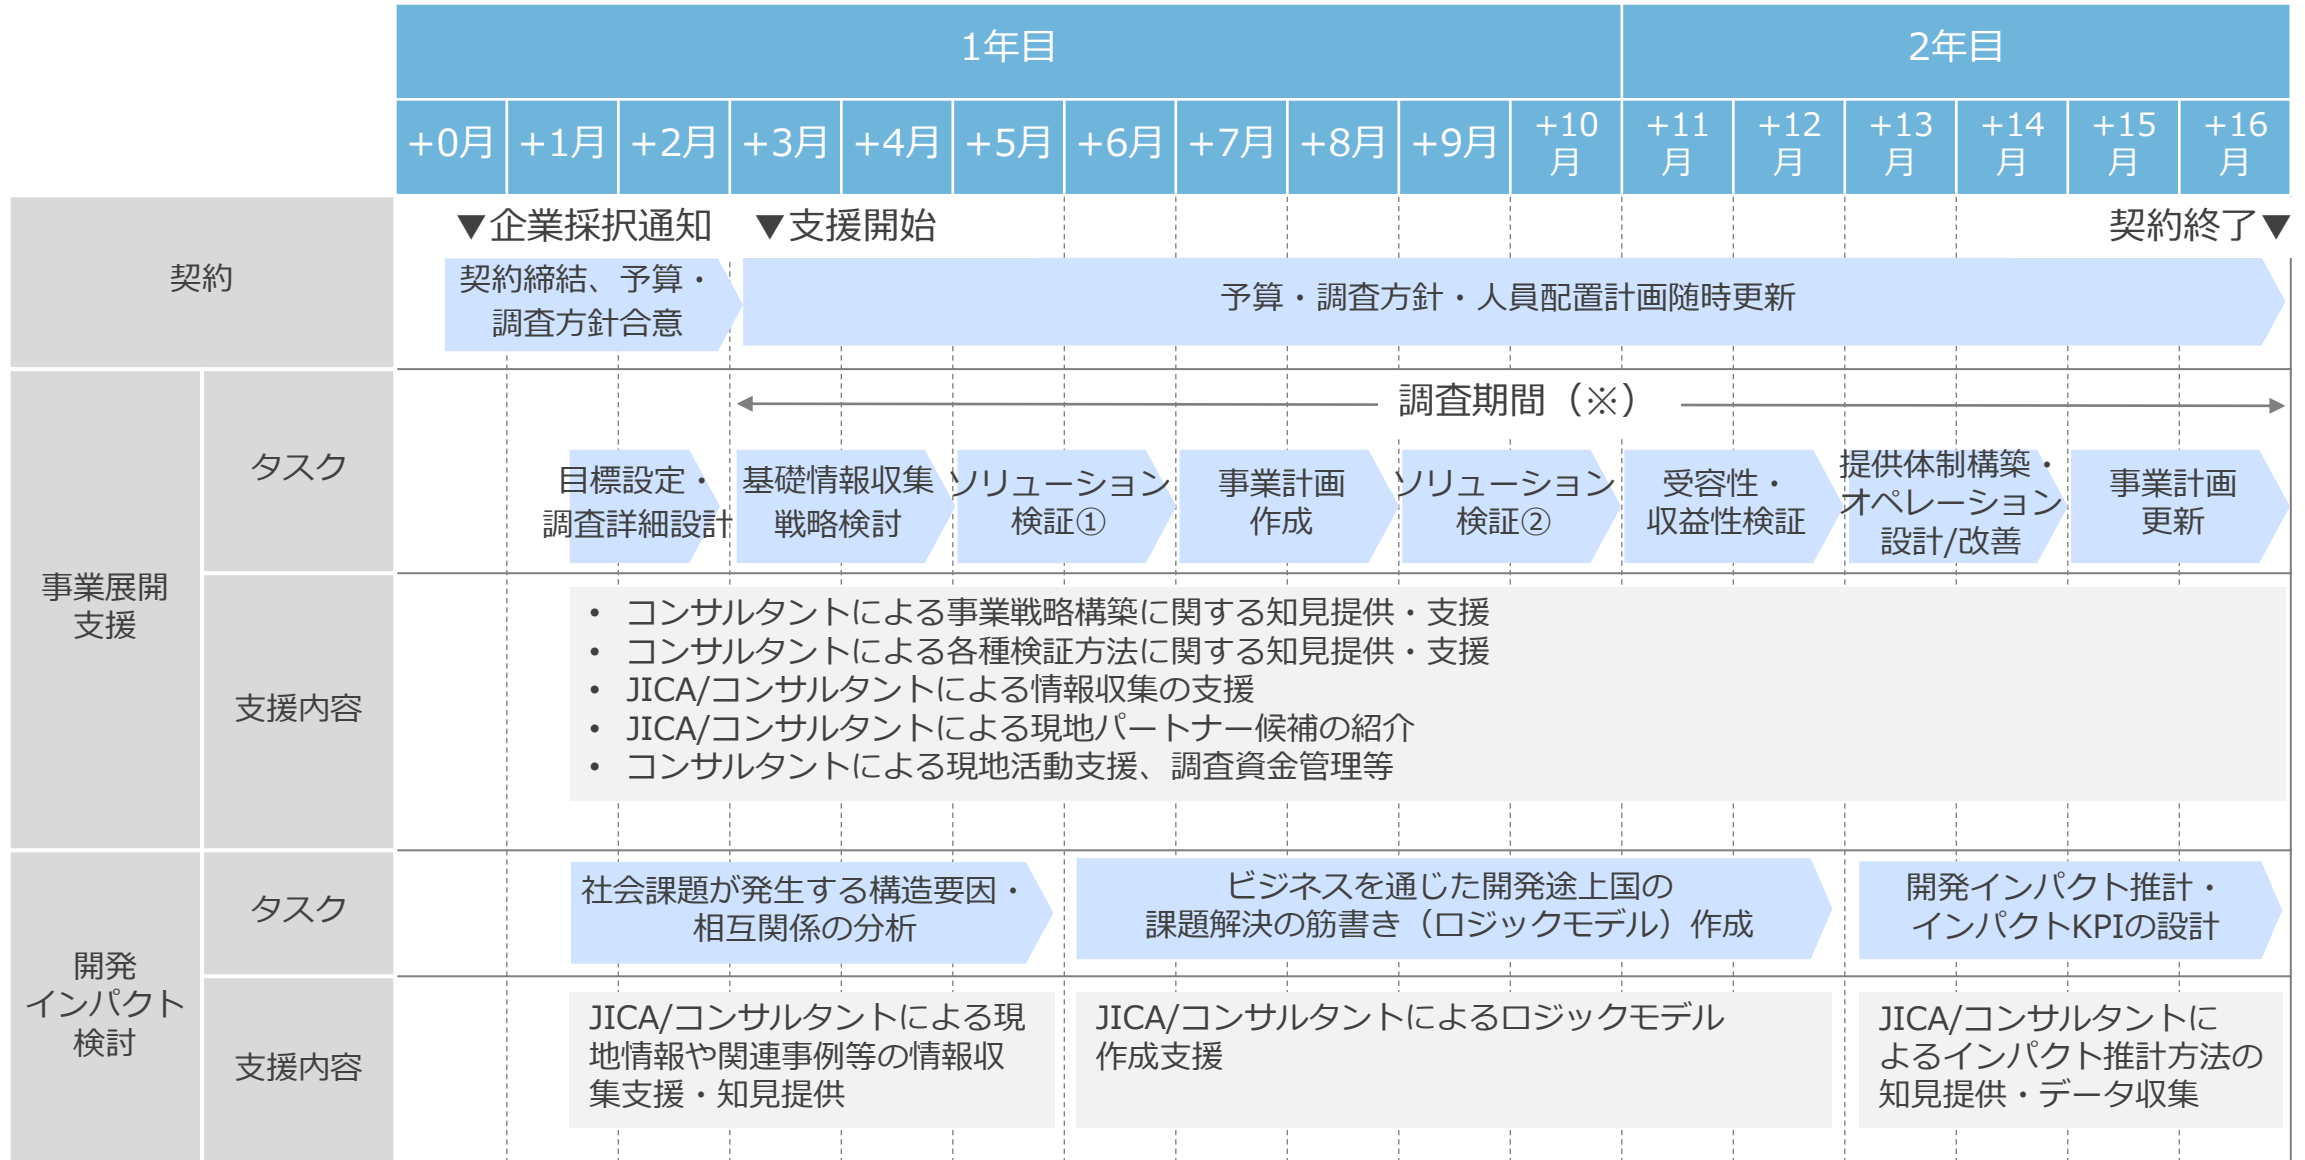 1年目
2年目
+0月
+1月
+2月
+3月
+4月
+5月
+6月
+7月
+8月
+9月
+10
月
+11
月
+12
月
+13
月
+14
月
+15
月
+16
月
契約
▼企業採択通知
▼支援開始
契約終了▼
契約締結、予算・
調査方針合意
予算・調査方針・人員配置計画随時更新
事業展開
支援
タスク
調査期間（※）
目標設定・
調査詳細設計
基礎情報収集
戦略検討
ソリューション
検証①
事業計画
作成
ソリューション
検証②
受容性・
収益性検証
提供体制構築・
オペレーション
設計/改善
事業計画
更新
支援内容
• コンサルタントによる事業戦略構築に関する知見提供・支援
• コンサルタントによる各種検証方法に関する知見提供・支援
• JICA/コンサルタントによる情報収集の支援
• JICA/コンサルタントによる現地パートナー候補の紹介
• コンサルタントによる現地活動支援、調査資金管理等
開発
インパクト
検討
タスク
社会課題が発生する構造要因・
相互関係の分析
ビジネスを通じた開発途上国の
課題解決の筋書き（ロジックモデル）作成
開発インパクト推計・
インパクトKPIの設計
支援内容
JICA/コンサルタントによる現
地情報や関連事例等の情報収
集支援・知見提供
JICA/コンサルタントによるロジックモデル
作成支援
JICA/コンサルタントに
よるインパクト推計方法の
知見提供・データ収集